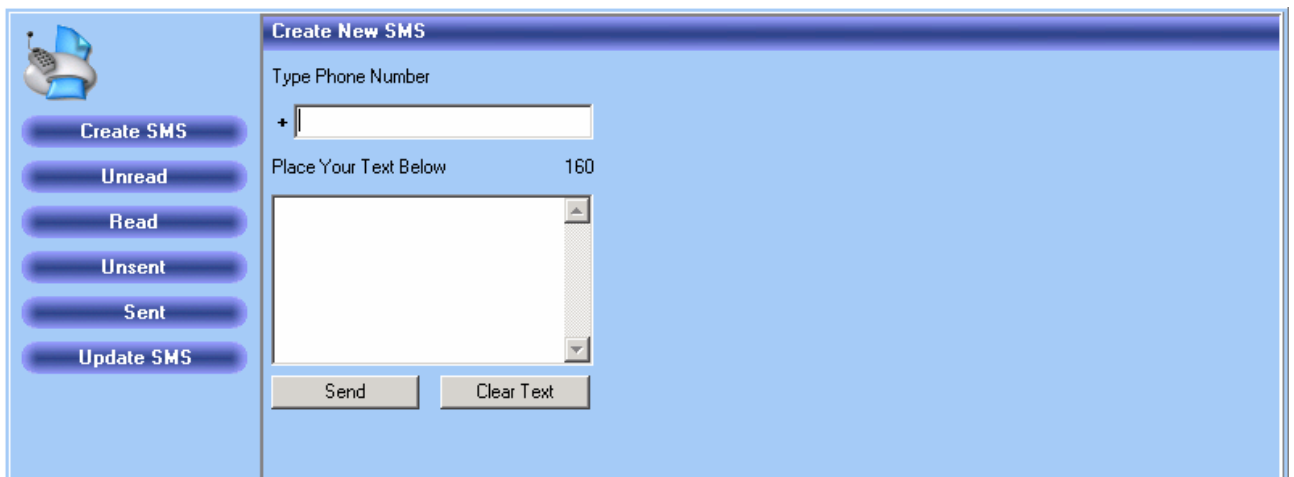 Create New SMS
Type Phone Number
+
Place Your Text Below 160
Send Clear Text
Create SMS
Unread
Read
Unsent
Sent
Update SMS